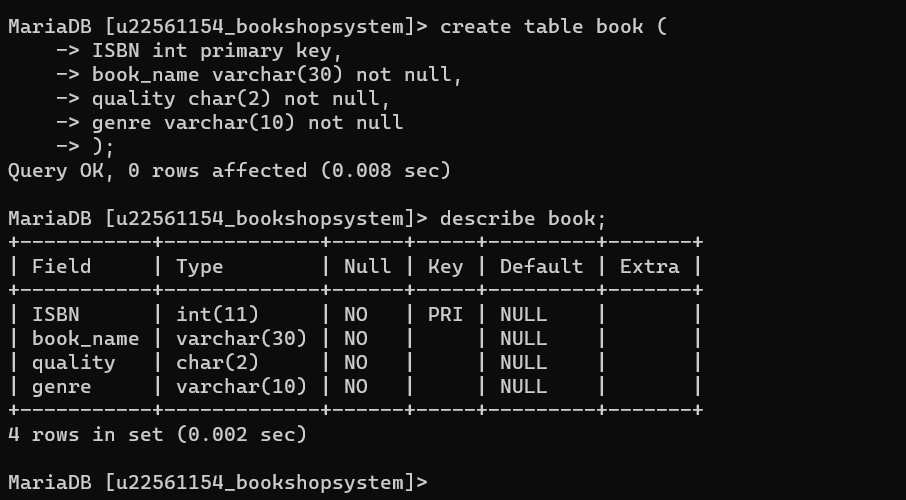 MariaDB [u22561154_bookshopsystem]> create table book (
    -> ISBN int primary key,
    -> book_name varchar(30) not null,
    -> quality char(2) not null,
    -> genre varchar(10) not null
    -> );
Query OK, 0 rows affected (0.008 sec)

MariaDB [u22561154_bookshopsystem]> describe book;
+-----------+-------------+------+-----+---------+-------+
| Field     | Type        | Null | Key | Default | Extra |
+-----------+-------------+------+-----+---------+-------+
| ISBN      | int(11)     | NO   | PRI | NULL    |       |
| book_name | varchar(30) | NO   |     | NULL    |       |
| quality   | char(2)     | NO   |     | NULL    |       |
| genre     | varchar(10) | NO   |     | NULL    |       |
+-----------+-------------+------+-----+---------+-------+
4 rows in set (0.002 sec)

MariaDB [u22561154_bookshopsystem]>